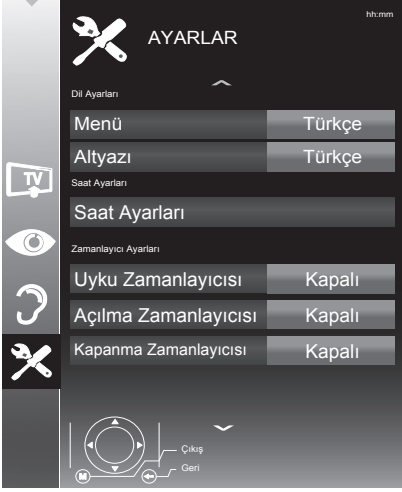 hh:mm
AYARLAR
Dil Ayarları
Menü Türkçe
Altyazı Türkçe
Saat Ayarları
Saat Ayarları
Zamanlayıcı Ayarları
Uyku Zamanlayıcısı Kapalı
Açılma Zamanlayıcısı Kapalı
Kapanma Zamanlayıcısı Kapalı
TV
Çıkış
M
Geri